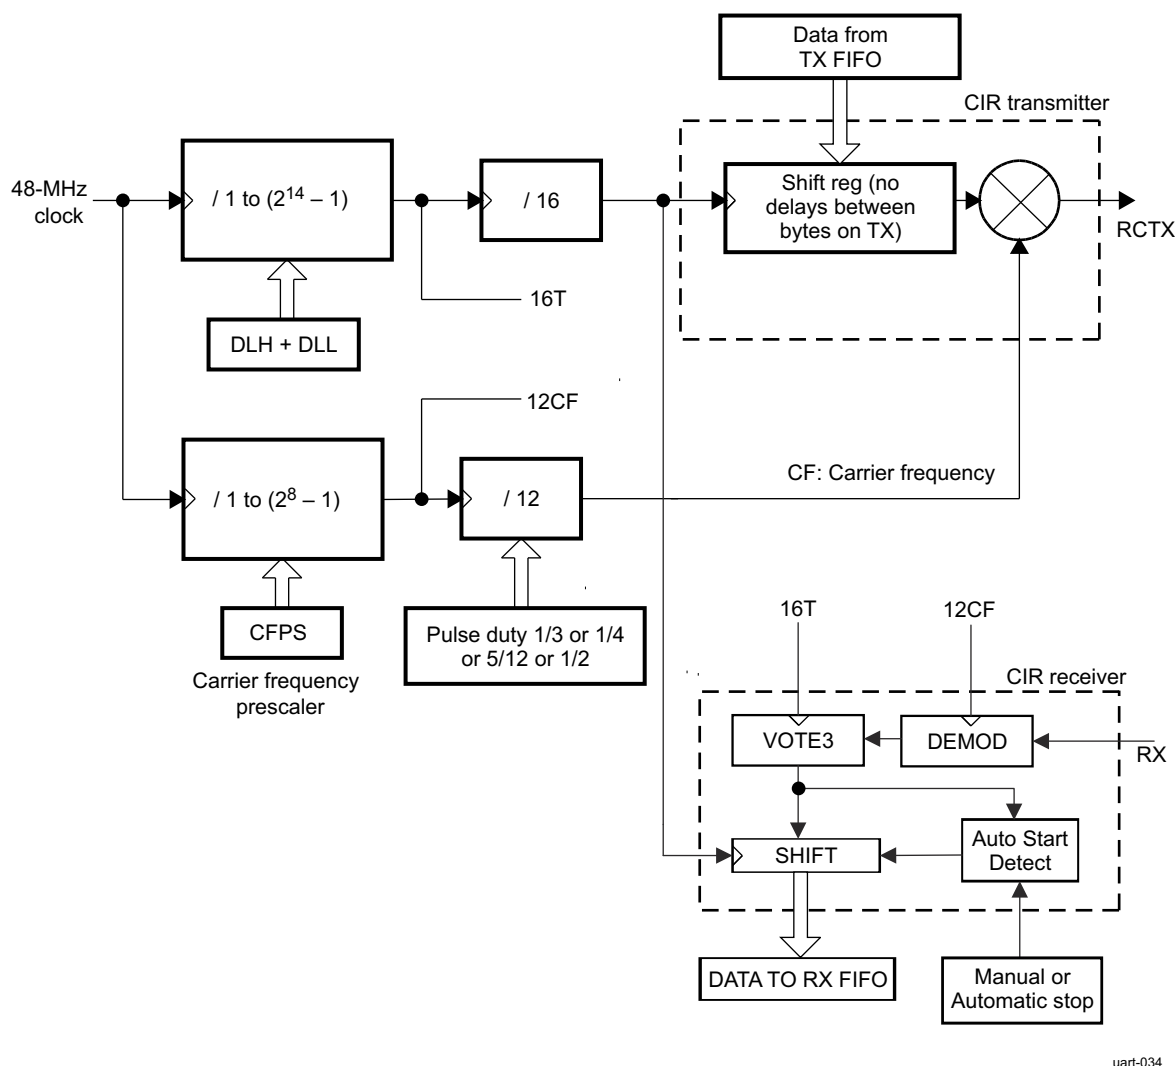 Data from
TX FIFO
CIR transmitter
48-MHz
clock
/ 1 to (2¹⁴ – 1)
/ 16
Shift reg (no
delays between
bytes on TX)
RCTX
16T
DLH + DLL
12CF
/ 1 to (2⁸ – 1)
/ 12
CF: Carrier frequency
CFPS
Carrier frequency
prescaler
Pulse duty 1/3 or 1/4
or 5/12 or 1/2
16T
12CF
CIR receiver
VOTE3
DEMOD
RX
SHIFT
Auto Start
Detect
DATA TO RX FIFO
Manual or
Automatic stop
uart-034